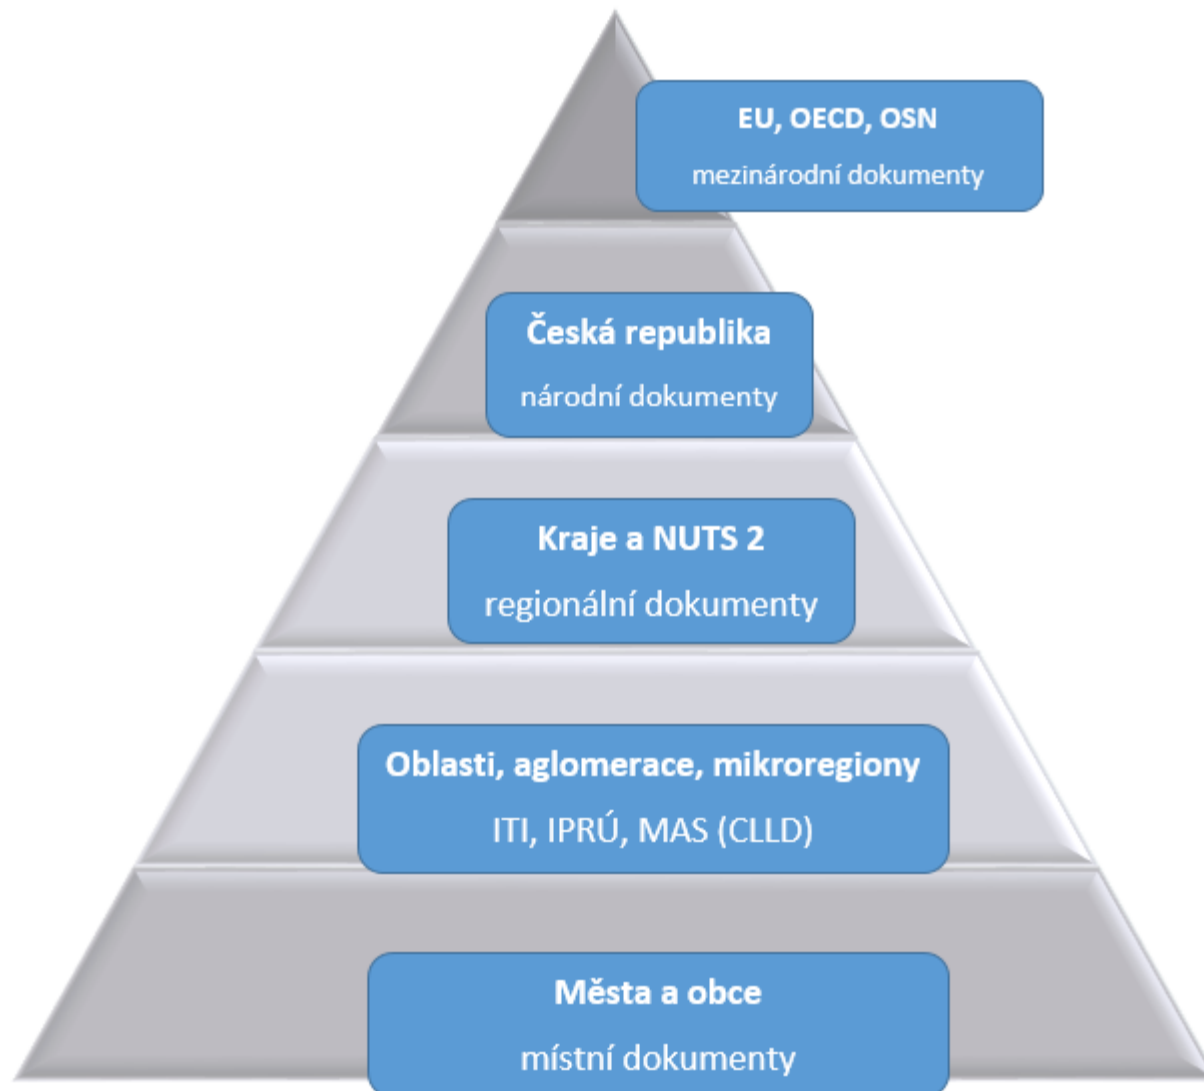 EU, OECD, OSN
mezinárodní dokumenty
Česká republika
národní dokumenty
Kraje a NUTS 2
regionální dokumenty
Oblasti, aglomerace, mikroregiony
ITI, IPRÚ, MAS (CLLD)
Města a obce
místní dokumenty